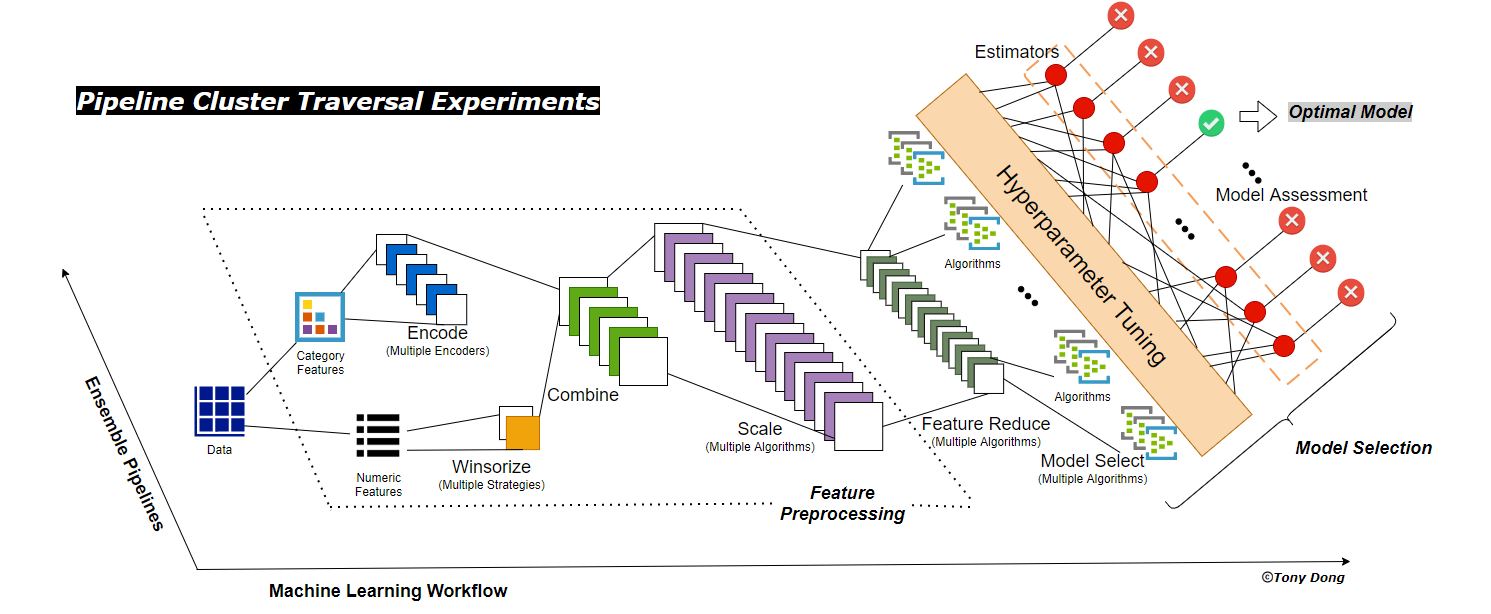 Pipeline Cluster Traversal Experiments
Estimators
Optimal Model
Model Assessment
Hyperparameter Tuning
Algorithms
Algorithms
Encode
(Multiple Encoders)
Category
Features
Combine
Data
Numeric
Features
Winsorize
(Multiple Strategies)
Scale
(Multiple Algorithms)
Feature Reduce
(Multiple Algorithms)
Model Select
(Multiple Algorithms)
Model Selection
Feature
Preprocessing
Ensemble Pipelines
Machine Learning Workflow
©Tony Dong